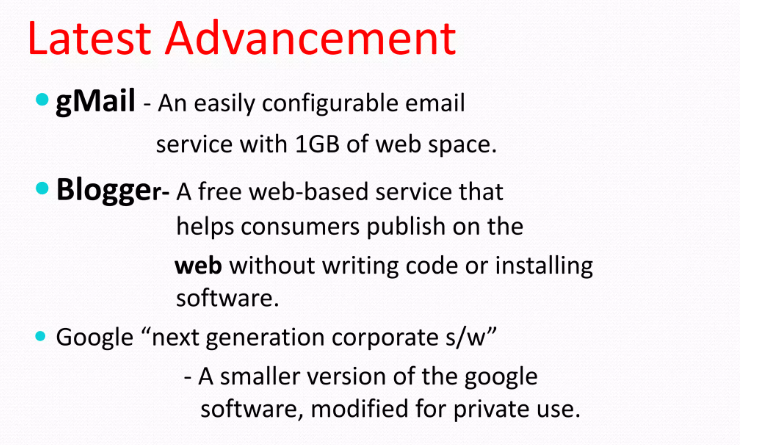 Latest Advancement
• gMail - An easily configurable email
service with 1GB of web space.
• Blogger- A free web-based service that
helps consumers publish on the
web without writing code or installing
software.
• Google “next generation corporate s/w”
- A smaller version of the google
software, modified for private use.